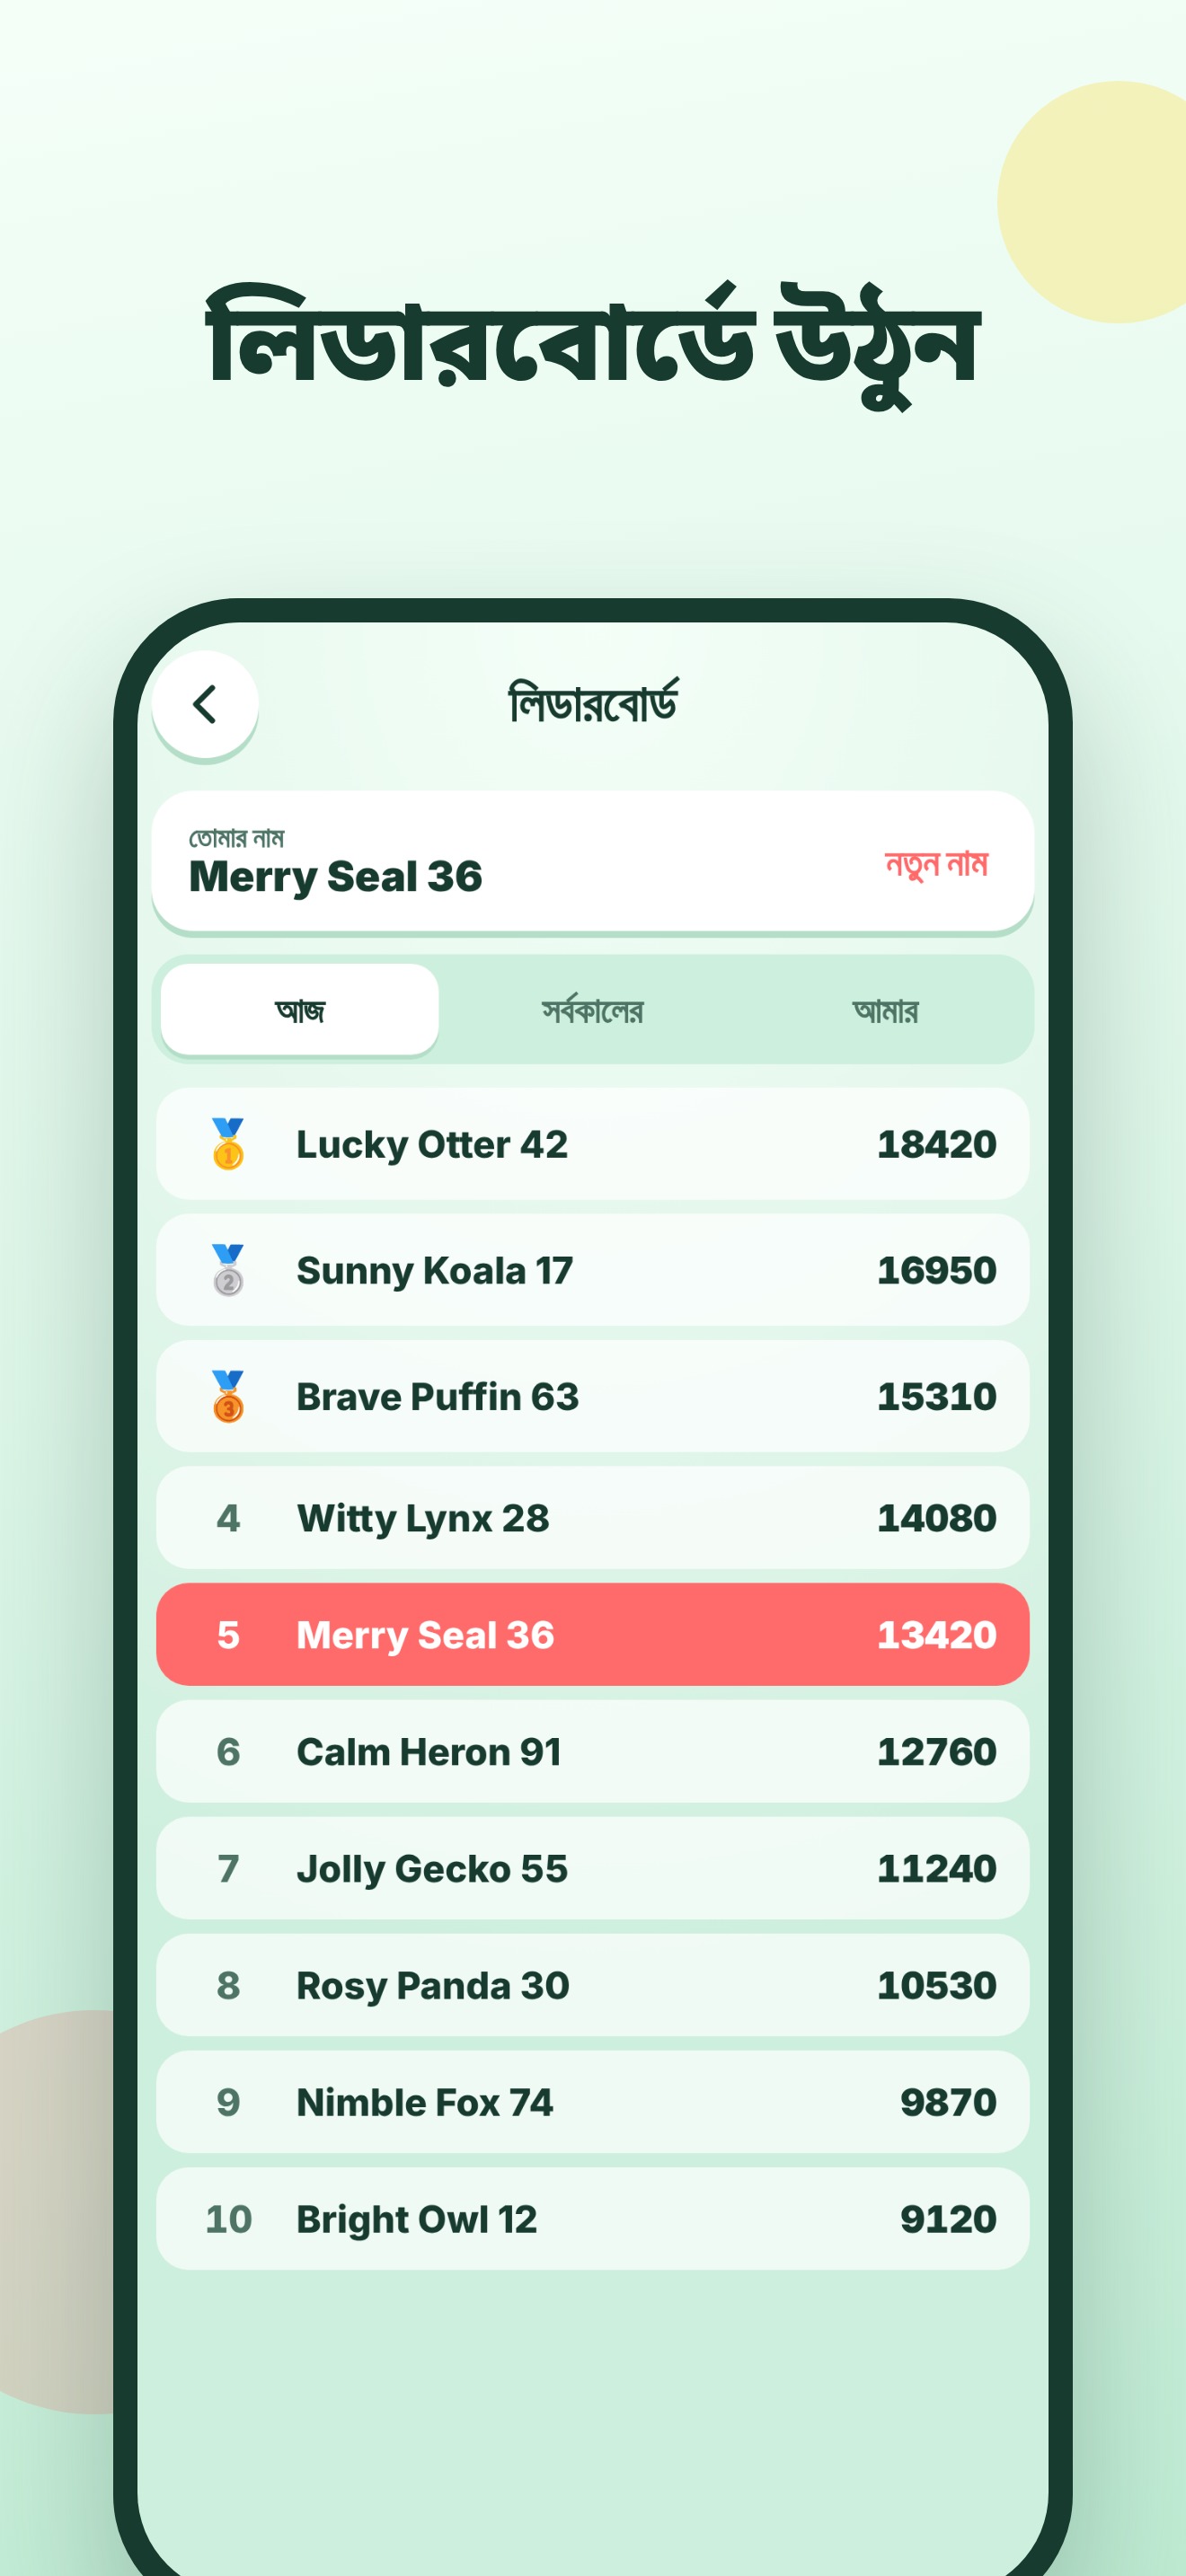 লিডারবোর্ডে উঠুন
লিডারবোর্ড
তোমার নাম
Merry Seal 36
নতুন নাম
আজ সর্বকালের আমার
1 Lucky Otter 42 18420
2 Sunny Koala 17 16950
3 Brave Puffin 63 15310
4 Witty Lynx 28 14080
5 Merry Seal 36 13420
6 Calm Heron 91 12760
7 Jolly Gecko 55 11240
8 Rosy Panda 30 10530
9 Nimble Fox 74 9870
10 Bright Owl 12 9120